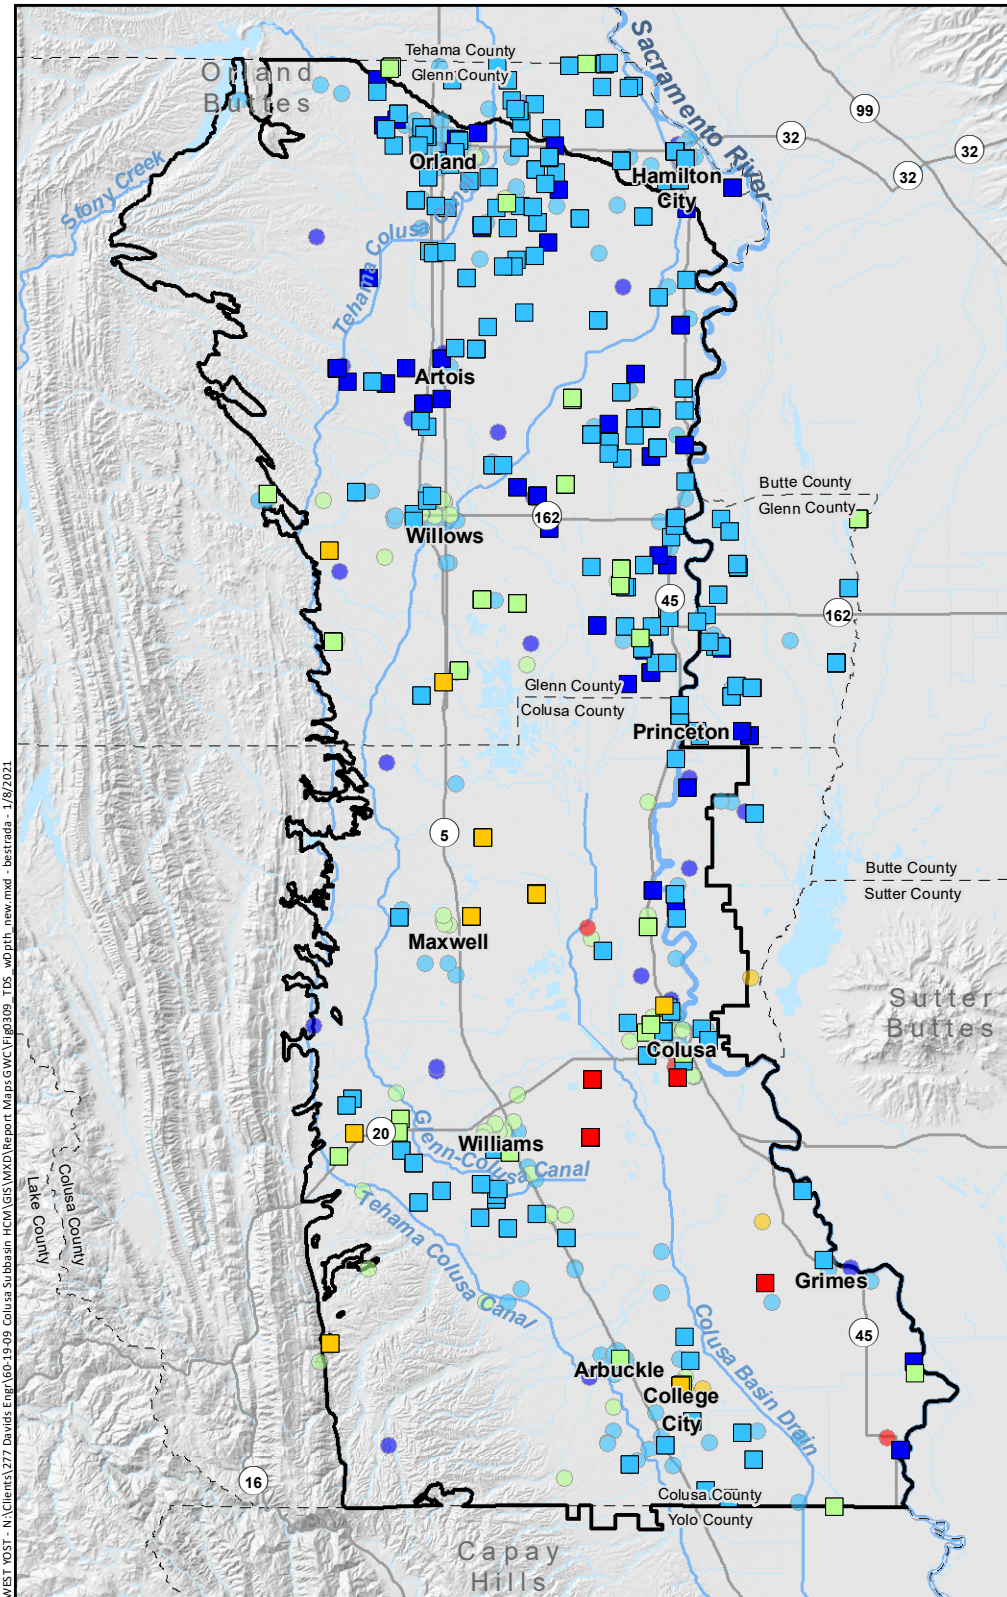 Tehama County
Glenn County
Orland
Buttes
Sacramento River
99
32
32
32
Orland
Hamilton
City
Stony Creek
Tehama Colusa Canal
Artois
Butte County
Glenn County
162
Willows
45
162
Glenn County
Colusa County
Princeton
5
Butte County
Sutter County
Maxwell
Sutter
Buttes
Colusa
20
Glenn-Colusa Canal
Williams
Colusa County
Lake County
Tehama Colusa Canal
Grimes
Colusa Basin Drain
45
Arbuckle
College
City
16
Colusa County
Yolo County
Capay
Hills
WEST YOST - N:\Clients\277 Davids Engr\60-19-09 Colusa Subbasin HCM\GIS\MXD\Report Maps GWC\Fig0309_TDS_wDpth_new.mxd - bestrada - 1/8/2021